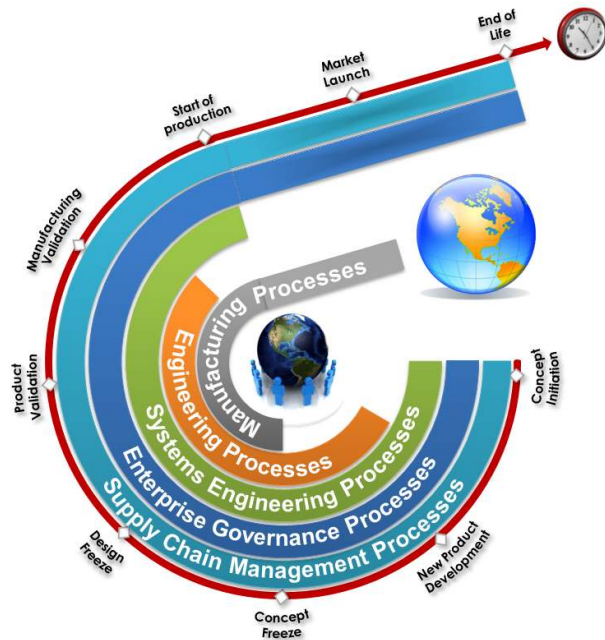 End of
Life
Market
Launch
Start of
production
Manufacturing
Validation
Product
Validation
Design
Freeze
Concept
Freeze
New Product
Development
Concept
Initiation
Manufacturing Processes
Engineering Processes
Systems Engineering Processes
Enterprise Governance Processes
Supply Chain Management Processes